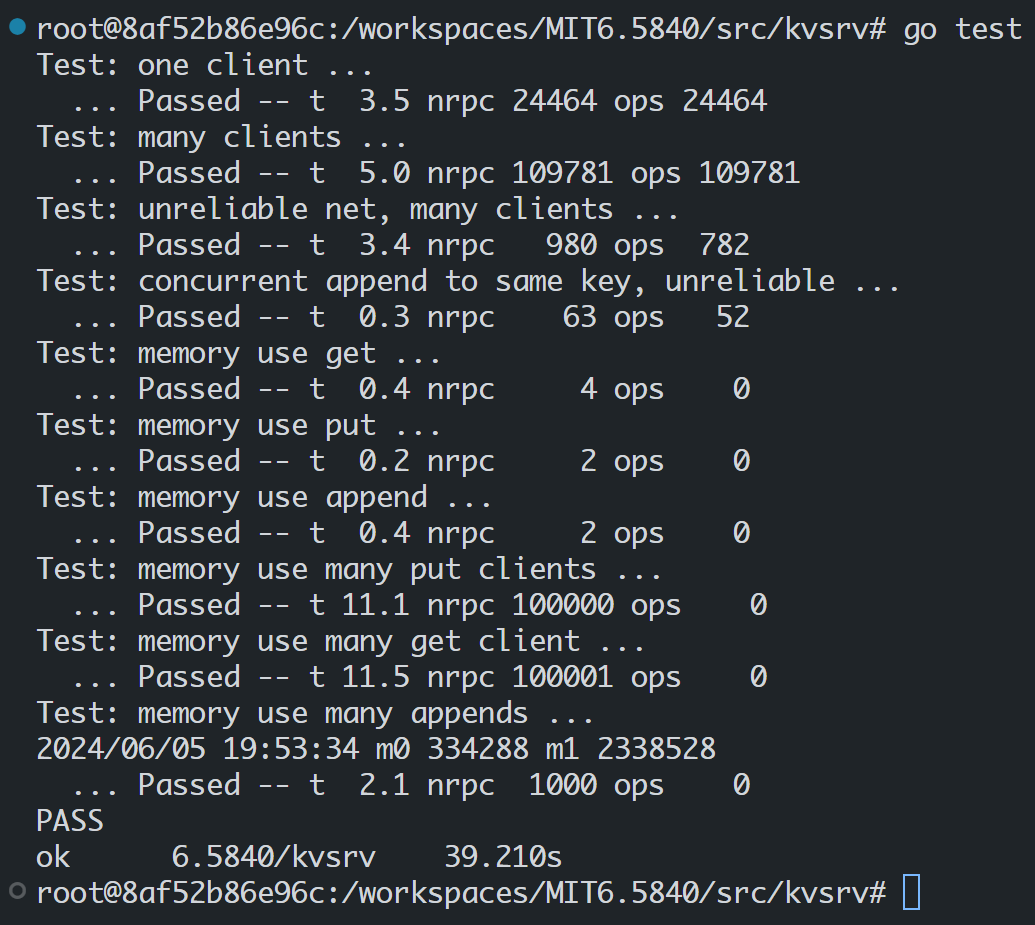 root@8af52b86e96c:/workspaces/MIT6.5840/src/kvsrv# go test
Test: one client ...
  ... Passed -- t  3.5 nrpc 24464 ops 24464
Test: many clients ...
  ... Passed -- t  5.0 nrpc 109781 ops 109781
Test: unreliable net, many clients ...
  ... Passed -- t  3.4 nrpc   980 ops  782
Test: concurrent append to same key, unreliable ...
  ... Passed -- t  0.3 nrpc    63 ops   52
Test: memory use get ...
  ... Passed -- t  0.4 nrpc     4 ops    0
Test: memory use put ...
  ... Passed -- t  0.2 nrpc     2 ops    0
Test: memory use append ...
  ... Passed -- t  0.4 nrpc     2 ops    0
Test: memory use many put clients ...
  ... Passed -- t 11.1 nrpc 100000 ops    0
Test: memory use many get client ...
  ... Passed -- t 11.5 nrpc 100001 ops    0
Test: memory use many appends ...
2024/06/05 19:53:34 m0 334288 m1 2338528
  ... Passed -- t  2.1 nrpc  1000 ops    0
PASS
ok      6.5840/kvsrv    39.210s
root@8af52b86e96c:/workspaces/MIT6.5840/src/kvsrv#